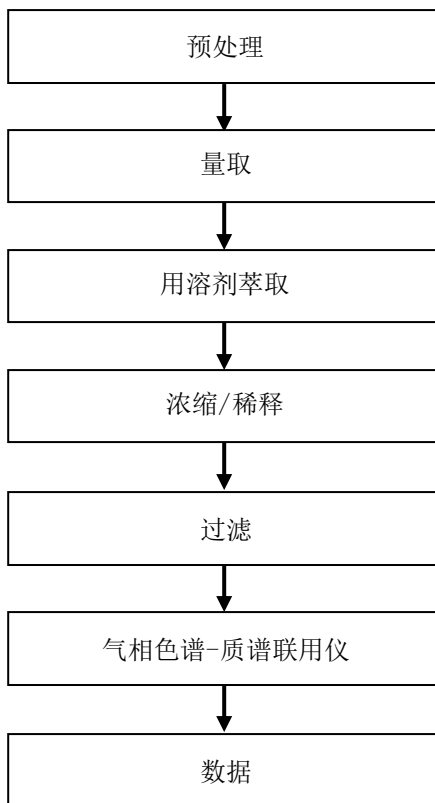 预处理
量取
用溶剂萃取
浓缩/稀释
过滤
气相色谱-质谱联用仪
数据